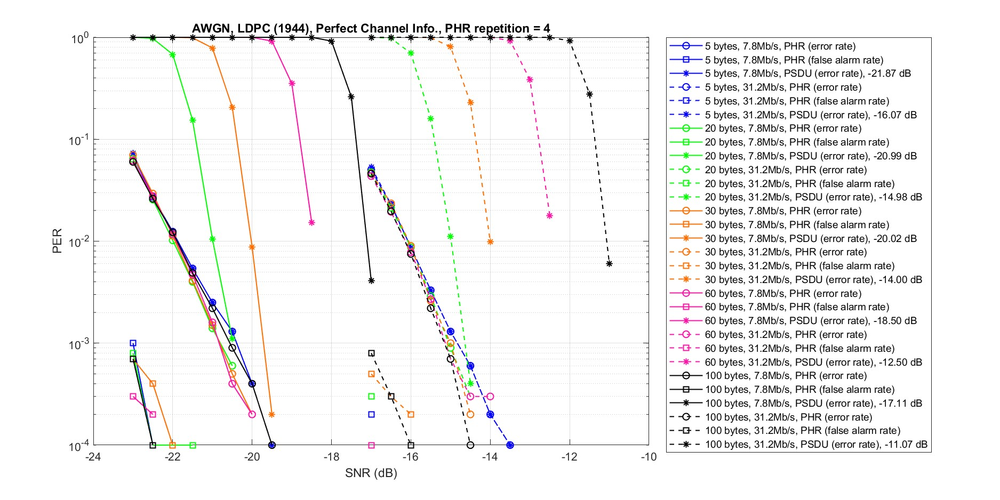 AWGN, LDPC (1944), Perfect Channel Info., PHR repetition = 4
10^0
10^-1
10^-2
10^-3
10^-4
PER
-24 -22 -20 -18 -16 -14 -12 -10
SNR (dB)
5 bytes, 7.8Mb/s, PHR (error rate)
5 bytes, 7.8Mb/s, PHR (false alarm rate)
5 bytes, 7.8Mb/s, PSDU (error rate), -21.87 dB
5 bytes, 31.2Mb/s, PHR (error rate)
5 bytes, 31.2Mb/s, PHR (false alarm rate)
5 bytes, 31.2Mb/s, PSDU (error rate), -16.07 dB
20 bytes, 7.8Mb/s, PHR (error rate)
20 bytes, 7.8Mb/s, PHR (false alarm rate)
20 bytes, 7.8Mb/s, PSDU (error rate), -20.99 dB
20 bytes, 31.2Mb/s, PHR (error rate)
20 bytes, 31.2Mb/s, PHR (false alarm rate)
20 bytes, 31.2Mb/s, PSDU (error rate), -14.98 dB
30 bytes, 7.8Mb/s, PHR (error rate)
30 bytes, 7.8Mb/s, PHR (false alarm rate)
30 bytes, 7.8Mb/s, PSDU (error rate), -20.02 dB
30 bytes, 31.2Mb/s, PHR (error rate)
30 bytes, 31.2Mb/s, PHR (false alarm rate)
30 bytes, 31.2Mb/s, PSDU (error rate), -14.00 dB
60 bytes, 7.8Mb/s, PHR (error rate)
60 bytes, 7.8Mb/s, PHR (false alarm rate)
60 bytes, 7.8Mb/s, PSDU (error rate), -18.50 dB
60 bytes, 31.2Mb/s, PHR (error rate)
60 bytes, 31.2Mb/s, PHR (false alarm rate)
60 bytes, 31.2Mb/s, PSDU (error rate), -12.50 dB
100 bytes, 7.8Mb/s, PHR (error rate)
100 bytes, 7.8Mb/s, PHR (false alarm rate)
100 bytes, 7.8Mb/s, PSDU (error rate), -17.11 dB
100 bytes, 31.2Mb/s, PHR (error rate)
100 bytes, 31.2Mb/s, PHR (false alarm rate)
100 bytes, 31.2Mb/s, PSDU (error rate), -11.07 dB